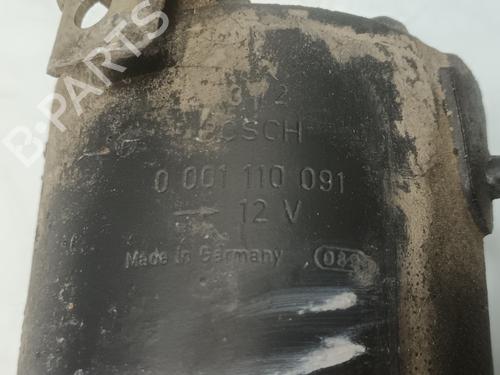 B-PARTS
BOSCH
0 001 110 091
→ 12 V
Made in Germany